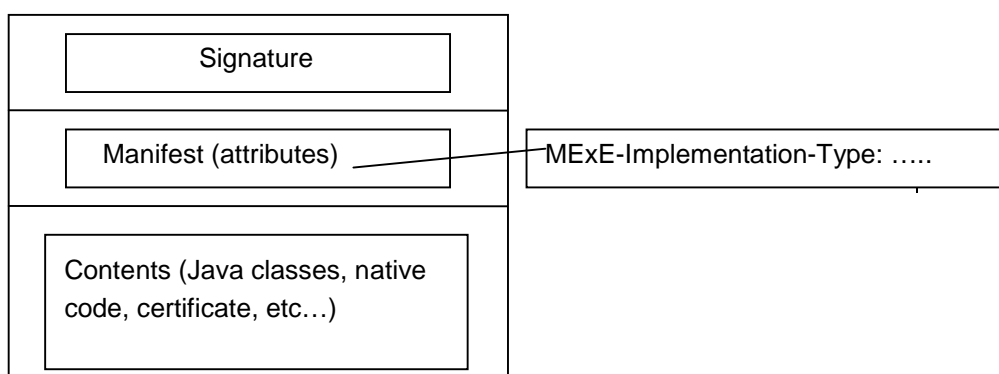 Signature
Manifest (attributes)
MExE-Implementation-Type: …..
Contents (Java classes, native
code, certificate, etc…)